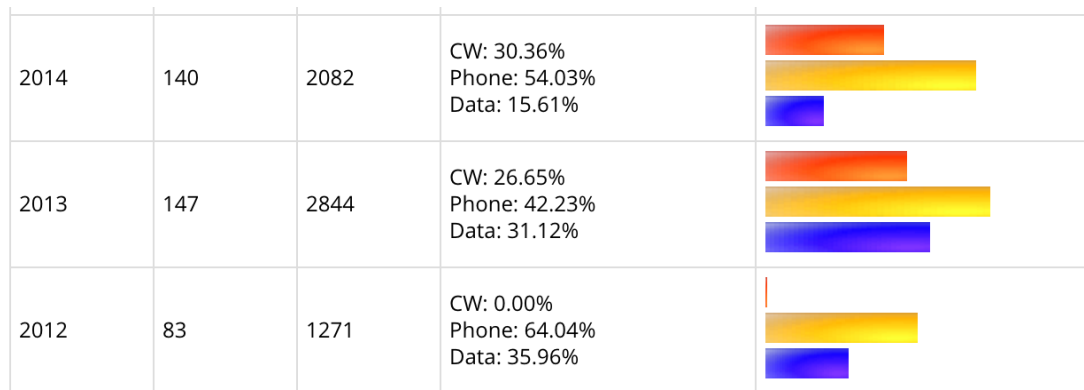 2014
140
2082
CW: 30.36%
Phone: 54.03%
Data: 15.61%
2013
147
2844
CW: 26.65%
Phone: 42.23%
Data: 31.12%
2012
83
1271
CW: 0.00%
Phone: 64.04%
Data: 35.96%